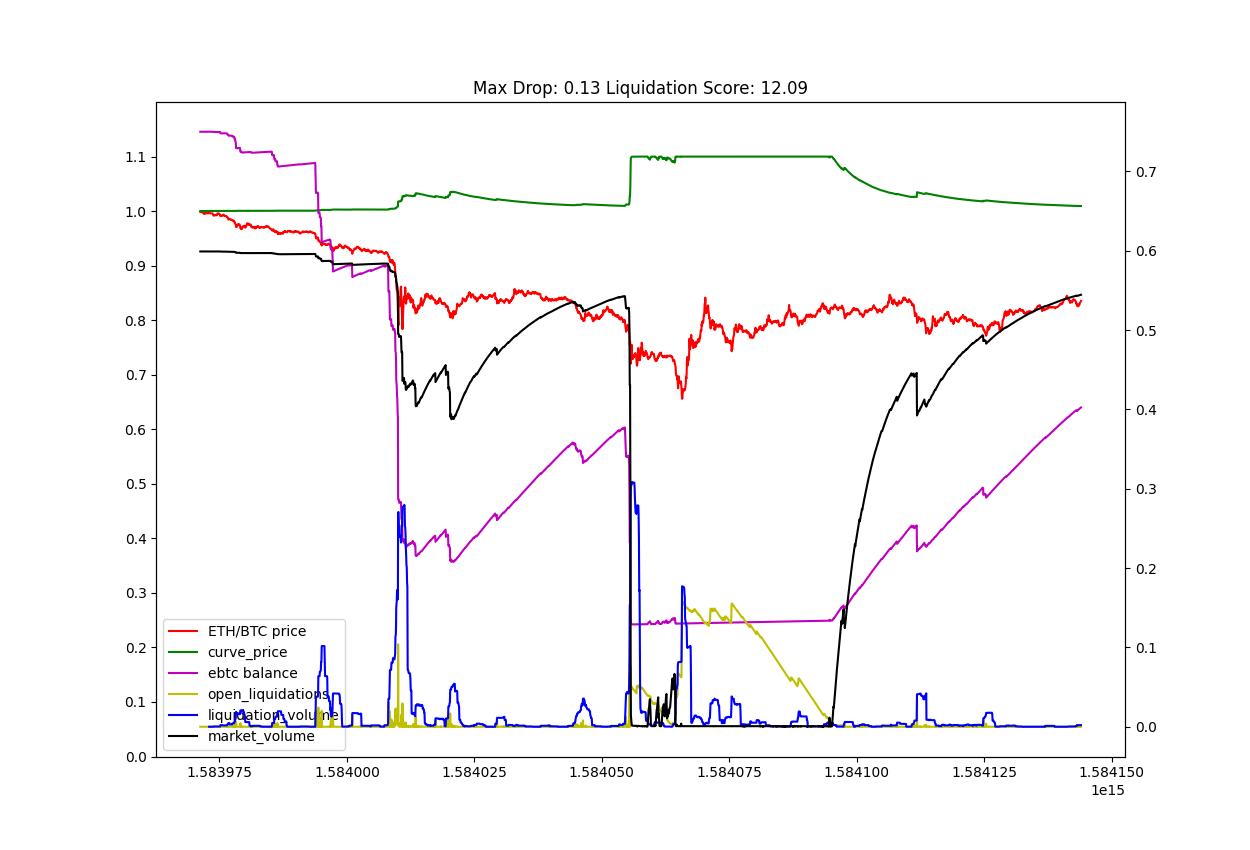 Max Drop: 0.13 Liquidation Score: 12.09
1.1
1.0
0.9
0.8
0.7
0.6
0.5
0.4
0.3
0.2
0.1
0.0
0.7
0.6
0.5
0.4
0.3
0.2
0.1
0.0
ETH/BTC price
curve_price
ebtc balance
open_liquidations
liquidation_volume
market_volume
1.583975 1.584000 1.584025 1.584050 1.584075 1.584100 1.584125 1.584150
1e15